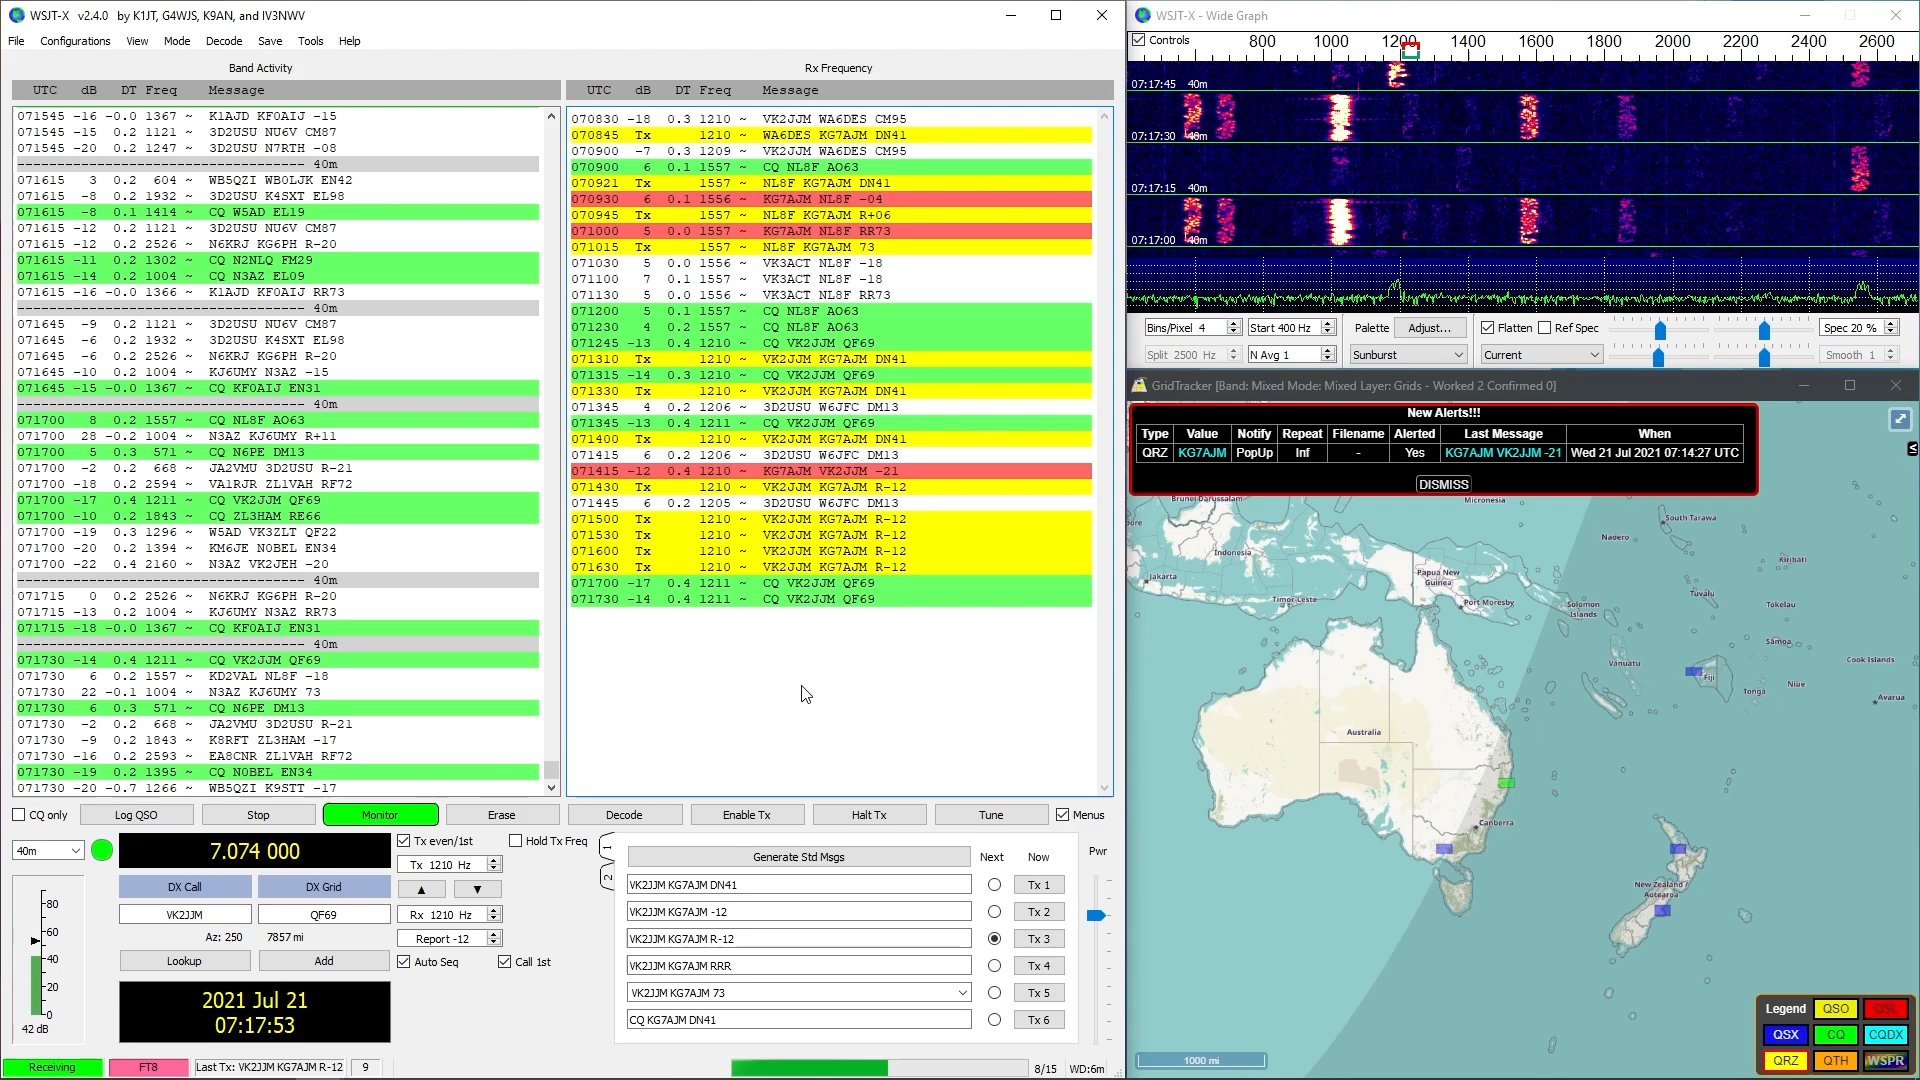 WSJT-X v2.4.0 by K1JT, G4WJS, K9AN, and IV3NWV
File Configurations View Mode Decode Save Tools Help
Band Activity
UTC dB DT Freq Message
071545 -16 -0.0 1367 ~ K1AJD KF0AIJ -15
071545 -15 0.2 1121 ~ 3D2USU NU6V CM87
071545 -20 0.2 1247 ~ 3D2USU N7RTH -08
------------------------------------ 40m
071615 3 0.2 604 ~ WB5QZI WB0LJK EN42
071615 -8 0.2 1932 ~ 3D2USU K4SXT EL98
071615 -8 0.1 1414 ~ CQ W5AD EL19
071615 -12 0.2 1121 ~ 3D2USU NU6V CM87
071615 -12 0.2 2526 ~ N6KRJ KG6PH R-20
071615 -11 0.2 1302 ~ CQ N2NLQ FM29
071615 -14 0.2 1004 ~ CQ N3AZ EL09
071615 -16 -0.0 1366 ~ K1AJD KF0AIJ RR73
------------------------------------ 40m
071645 -9 0.2 1121 ~ 3D2USU NU6V CM87
071645 -6 0.2 1932 ~ 3D2USU K4SXT EL98
071645 -6 0.2 2526 ~ N6KRJ KG6PH R-20
071645 -10 0.2 1004 ~ KJ6UMY N3AZ -15
071645 -15 -0.0 1367 ~ CQ KF0AIJ EN31
------------------------------------ 40m
071700 8 0.2 1557 ~ CQ NL8F AO63
071700 28 -0.2 1004 ~ N3AZ KJ6UMY R+11
071700 5 0.3 571 ~ CQ N6PE DM13
071700 -2 0.2 668 ~ JA2VMU 3D2USU R-21
071700 -18 0.2 2594 ~ VA1RJR ZL1VAH RF72
071700 -17 0.4 1211 ~ CQ VK2JJM QF69
071700 -10 0.2 1843 ~ CQ ZL3HAM RE66
071700 -19 0.3 1296 ~ W5AD VK3ZLT QF22
071700 -20 0.2 1394 ~ KM6JE N0BEL EN34
071700 -22 0.4 2160 ~ N3AZ VK2JEH -20
------------------------------------ 40m
071715 0 0.2 2526 ~ N6KRJ KG6PH R-20
071715 -13 0.2 1004 ~ KJ6UMY N3AZ RR73
071715 -18 -0.0 1367 ~ CQ KF0AIJ EN31
------------------------------------ 40m
071730 -14 0.4 1211 ~ CQ VK2JJM QF69
071730 6 0.2 1557 ~ KD2VAL NL8F -18
071730 22 -0.1 1004 ~ N3AZ KJ6UMY 73
071730 6 0.3 571 ~ CQ N6PE DM13
071730 -2 0.2 668 ~ JA2VMU 3D2USU R-21
071730 -9 0.2 1843 ~ K8RFT ZL3HAM -17
071730 -16 0.2 2593 ~ EA8CNR ZL1VAH RF72
071730 -19 0.2 1395 ~ CQ N0BEL EN34
071730 -20 -0.7 1266 ~ WB5QZI K9STT -17
Rx Frequency
UTC dB DT Freq Message
070830 -18 0.3 1210 ~ VK2JJM WA6DES CM95
070845 Tx 1210 ~ WA6DES KG7AJM DN41
070900 -7 0.3 1209 ~ VK2JJM WA6DES CM95
070900 6 0.1 1557 ~ CQ NL8F AO63
070921 Tx 1557 ~ NL8F KG7AJM DN41
070930 6 0.1 1556 ~ KG7AJM NL8F -04
070945 Tx 1557 ~ NL8F KG7AJM R+06
071000 5 0.0 1557 ~ KG7AJM NL8F RR73
071015 Tx 1557 ~ NL8F KG7AJM 73
071030 5 0.0 1556 ~ VK3ACT NL8F -18
071100 7 0.1 1557 ~ VK3ACT NL8F -18
071130 5 0.0 1556 ~ VK3ACT NL8F RR73
071200 5 0.1 1557 ~ CQ NL8F AO63
071230 4 0.2 1556 ~ CQ NL8F AO63
071245 -13 0.4 1210 ~ CQ VK2JJM QF69
071310 Tx 1210 ~ VK2JJM KG7AJM DN41
071315 -14 0.3 1210 ~ CQ VK2JJM QF69
071330 Tx 1210 ~ VK2JJM KG7AJM DN41
071345 4 0.2 1206 ~ 3D2USU W6JFC DM13
071345 -13 0.4 1211 ~ CQ VK2JJM QF69
071400 Tx 1210 ~ VK2JJM KG7AJM DN41
071415 6 0.2 1206 ~ 3D2USU W6JFC DM13
071415 -12 0.4 1210 ~ KG7AJM VK2JJM -21
071430 Tx 1210 ~ VK2JJM KG7AJM R-12
071445 6 0.2 1205 ~ 3D2USU W6JFC DM13
071500 Tx 1210 ~ VK2JJM KG7AJM R-12
071530 Tx 1210 ~ VK2JJM KG7AJM R-12
071600 Tx 1210 ~ VK2JJM KG7AJM R-12
071630 Tx 1210 ~ VK2JJM KG7AJM R-12
071700 -17 0.4 1211 ~ CQ VK2JJM QF69
071730 -14 0.4 1211 ~ CQ VK2JJM QF69
CQ only Log QSO Stop Monitor Erase Decode Enable Tx Halt Tx Tune Menus
40m
7.074 000
DX Call DX Grid
VK2JJM QF69
Az: 250 7857 mi
Lookup Add
2021 Jul 21
07:17:53
80
60
40
20
0
42 dB
Tx even/1st Hold Tx Freq
Tx 1210 Hz
▲ ▼
Rx 1210 Hz
Report -12
Auto Seq Call 1st
1
2
Generate Std Msgs Next Now Pwr
VK2JJM KG7AJM DN41 Tx 1
VK2JJM KG7AJM -12 Tx 2
VK2JJM KG7AJM R-12 Tx 3
VK2JJM KG7AJM RRR Tx 4
VK2JJM KG7AJM 73 Tx 5
CQ KG7AJM DN41 Tx 6
Receiving FT8 Last Tx: VK2JJM KG7AJM R-12 9 8/15 WD:6m
WSJT-X - Wide Graph
Controls 800 1000 1200 1400 1600 1800 2000 2200 2400 2600
07:17:45 40m
07:17:30 40m
07:17:15 40m
07:17:00 40m
Bins/Pixel 4 Start 400 Hz Palette Adjust... Flatten Ref Spec Spec 20 %
Split 2500 Hz N Avg 1 Sunburst Current Smooth 1
GridTracker [Band: Mixed Mode: Mixed Layer: Grids - Worked 2 Confirmed 0]
New Alerts!!!
Type Value Notify Repeat Filename Alerted Last Message When
QRZ KG7AJM PopUp Inf - Yes KG7AJM VK2JJM -21 Wed 21 Jul 2021 07:14:27 UTC
DISMISS
≤
Brunei Darussalam
Micronesia
ore
South Tarawa
Naoero
Indonesia
Kiribati
Jakarta
Papua New Guinea
Timor-Leste
Port Moresby
Solomon Islands
Tuvalu
Tokelau
Samoa
Vanuatu
Cook Islands
Fiji
Tonga
Niue
Avarua
Australia
Canberra
New Zealand / Aotearoa
1000 mi
Legend QSO QSL
QSX CQ CQDX
QRZ QTH WSPR